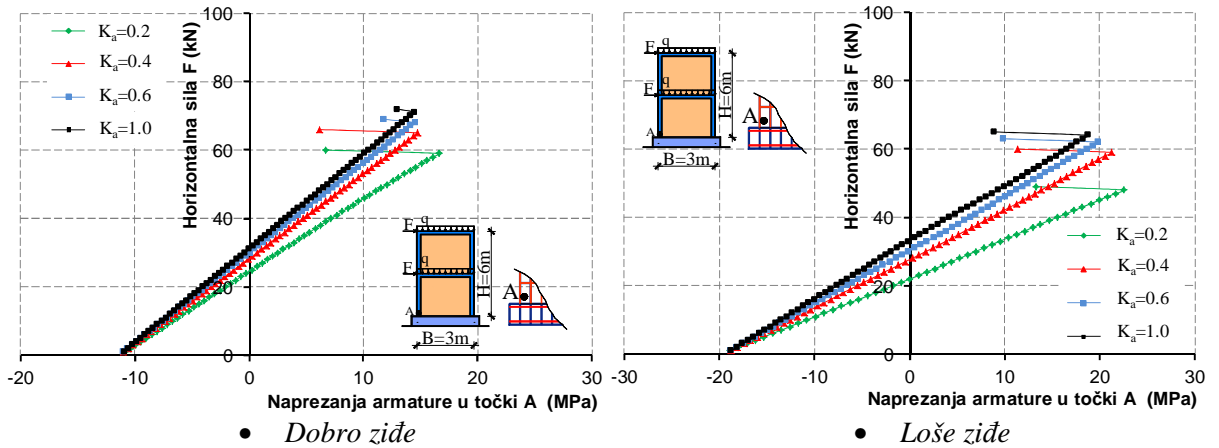 Kₐ=0.2
Kₐ=0.4
Kₐ=0.6
Kₐ=1.0
Horizontalna sila F (kN)
100
80
60
40
20
0
-20
-10
0
10
20
30
F
q
F
q
A
H=6m
B=3m
A
Naprezanja armature u točki A (MPa)
• Dobro ziđe
F
q
F
q
A
H=6m
B=3m
A
Horizontalna sila F (kN)
100
80
60
40
20
0
-30
-20
-10
0
10
20
30
Kₐ=0.2
Kₐ=0.4
Kₐ=0.6
Kₐ=1.0
Naprezanja armature u točki A (MPa)
• Loše ziđe